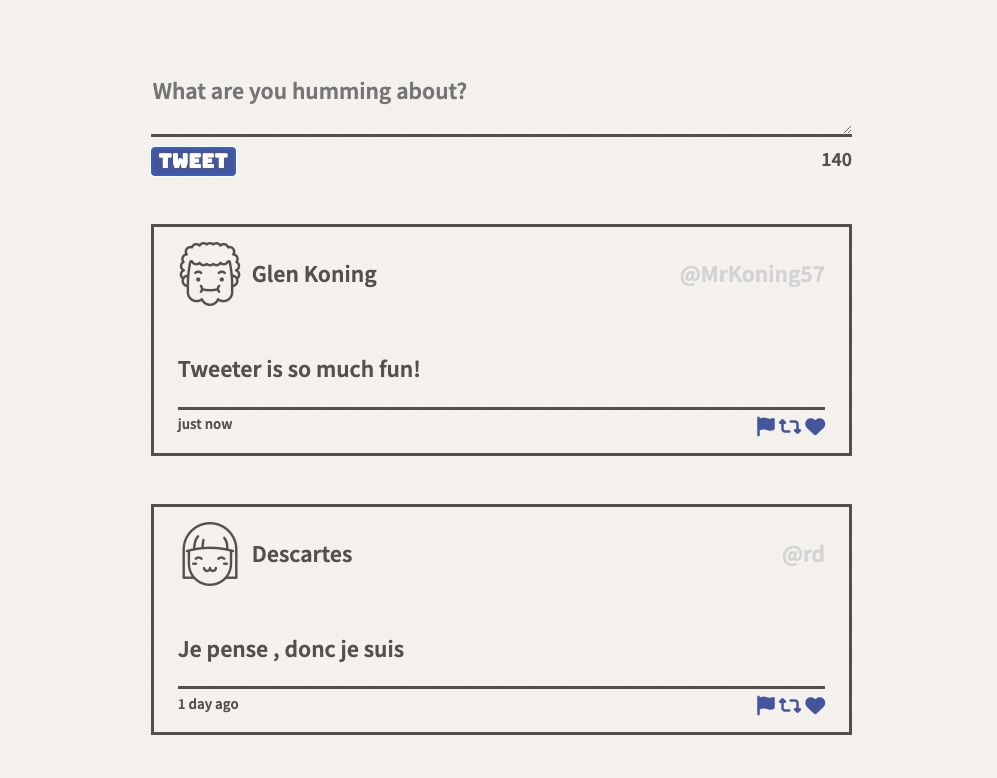 What are you humming about?
TWEET 140
Glen Koning @MrKoning57
Tweeter is so much fun!
just now
Descartes @rd
Je pense , donc je suis
1 day ago